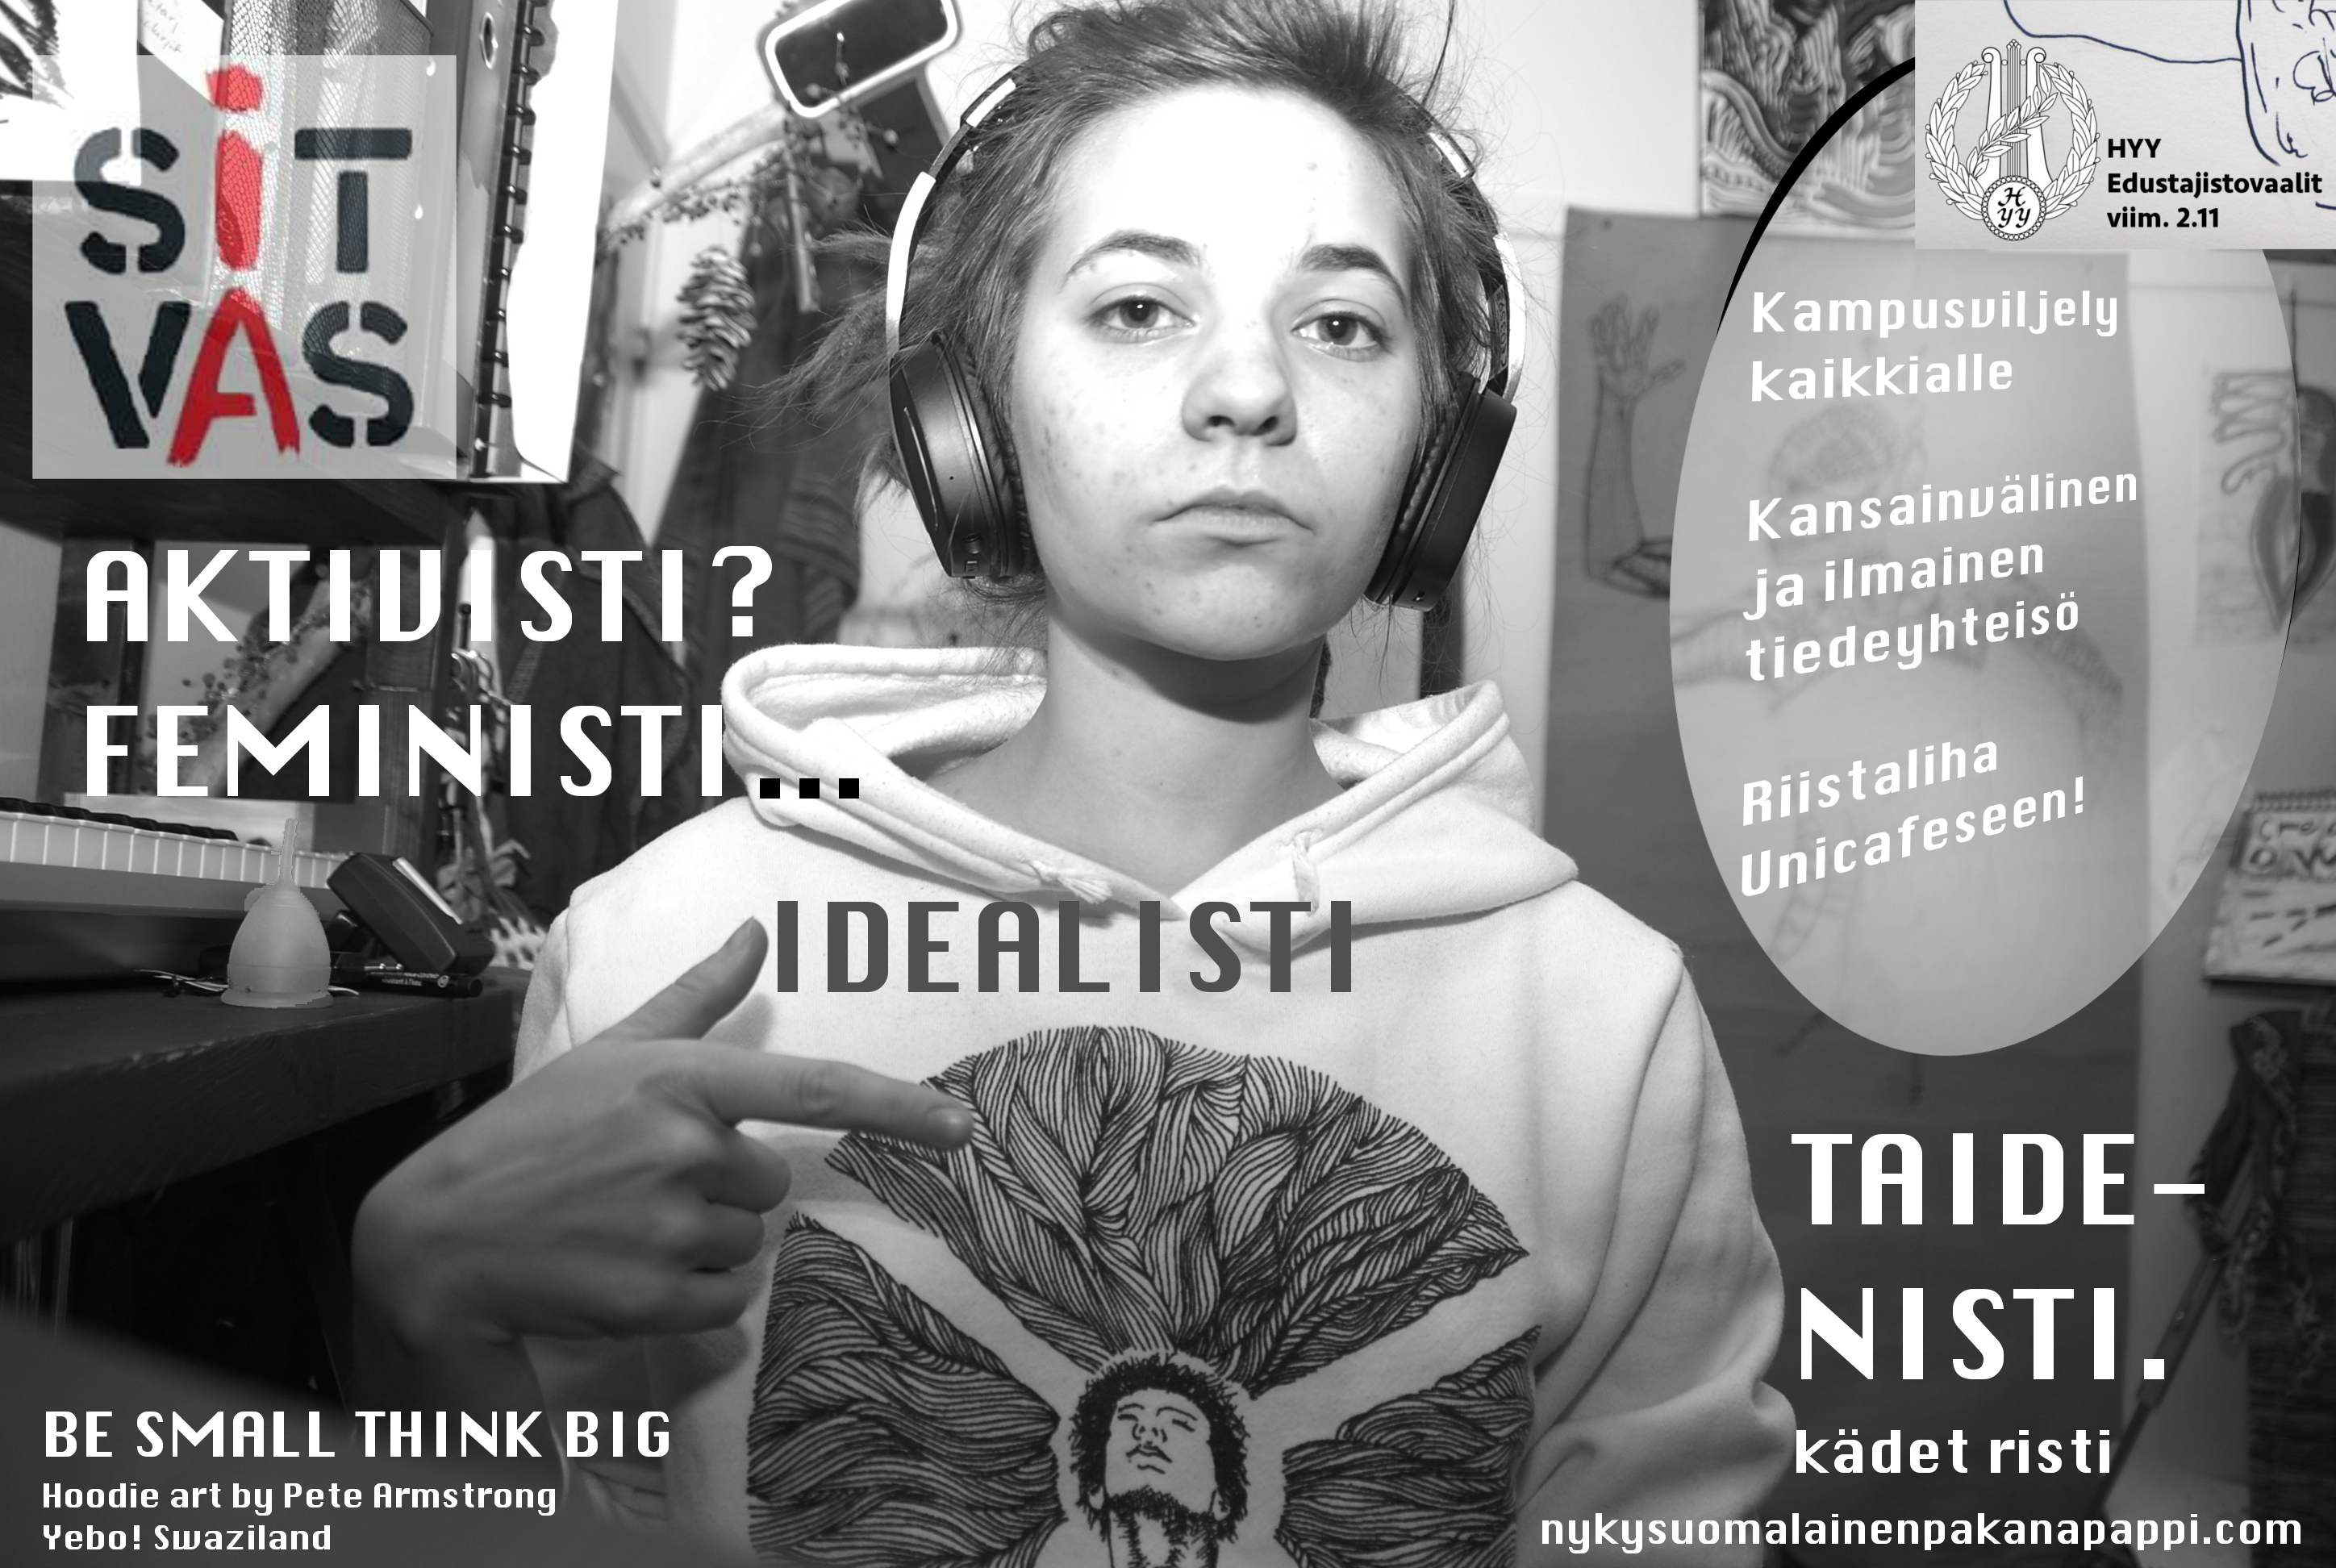 SiT
VAS
HYY
Edustajistovaalit
viim. 2.11
H
YY
Kampusviljely
kaikkialle
Kansainvälinen
ja ilmainen
tiedeyhteisö
Riistaliha
Unicafeseen!
AKTIVISTI?
FEMINISTI...
IDEALISTI
TAIDE-
NISTI.
kädet risti
nykysuomalainenpakanapappi.com
BE SMALL THINK BIG
Hoodie art by Pete Armstrong
Yebo! Swaziland